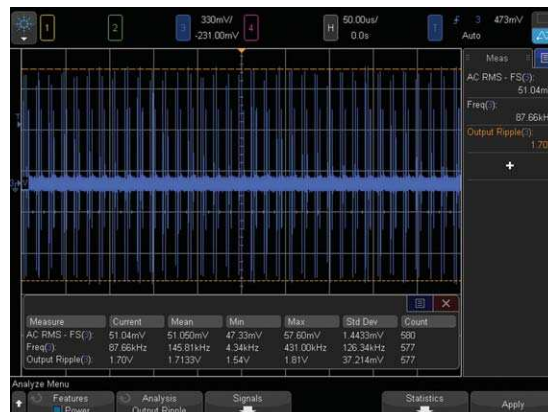 1 2 3 330mV/ 4 H 50.00us/ T 3 473mV
-231.00mV 0.0s Auto
Meas
AC RMS - FS(3):
51.04m
Freq(3):
87.66kH
Output Ripple(3):
1.70
+
Measure Current Mean Min Max Std Dev Count
AC RMS - FS(3): 51.04mV 51.050mV 47.33mV 57.60mV 1.4433mV 580
Freq(3): 87.66kHz 145.81kHz 4.34kHz 431.00kHz 126.34kHz 577
Output Ripple(3): 1.70V 1.7133V 1.54V 1.81V 37.214mV 577
Analyze Menu
Features Analysis Signals Statistics Apply
Power Output Ripple